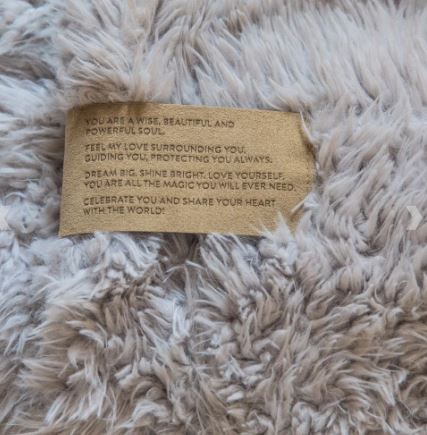 YOU ARE A WISE, BEAUTIFUL AND
POWERFUL SOUL.
FEEL MY LOVE SURROUNDING YOU,
GUIDING YOU, PROTECTING YOU ALWAYS.
DREAM BIG. SHINE BRIGHT. LOVE YOURSELF.
YOU ARE ALL THE MAGIC YOU WILL EVER NEED.
CELEBRATE YOU AND SHARE YOUR HEART
WITH THE WORLD!